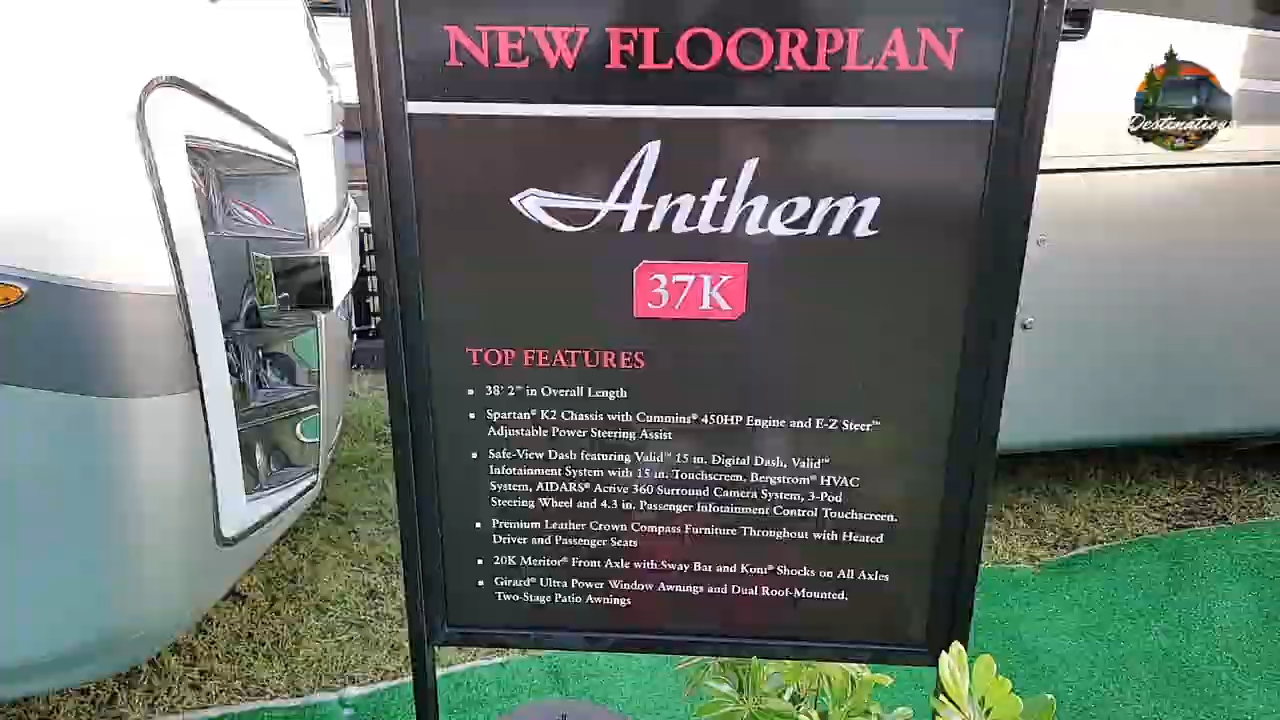 NEW FLOORPLAN
Destinations
Anthem
37K
TOP FEATURES
38' 2" in Overall Length
Spartan® K2 Chassis with Cummins® 450HP Engine and E-Z Steer™
Adjustable Power Steering Assist
Safe-View Dash featuring Valid™ 15 in. Digital Dash, Valid™
Infotainment System with 15 in. Touchscreen, Bergstrom® HVAC
System, AIDARS® Active 360 Surround Camera System, 3-Pod
Steering Wheel and 4.3 in. Passenger Infotainment Control Touchscreen.
Premium Leather Crown Compass Furniture Throughout with Heated
Driver and Passenger Seats
20K Meritor® Front Axle with Sway Bar and Koni® Shocks on All Axles
Girard® Ultra Power Window Awnings and Dual Roof-Mounted,
Two-Stage Patio Awnings